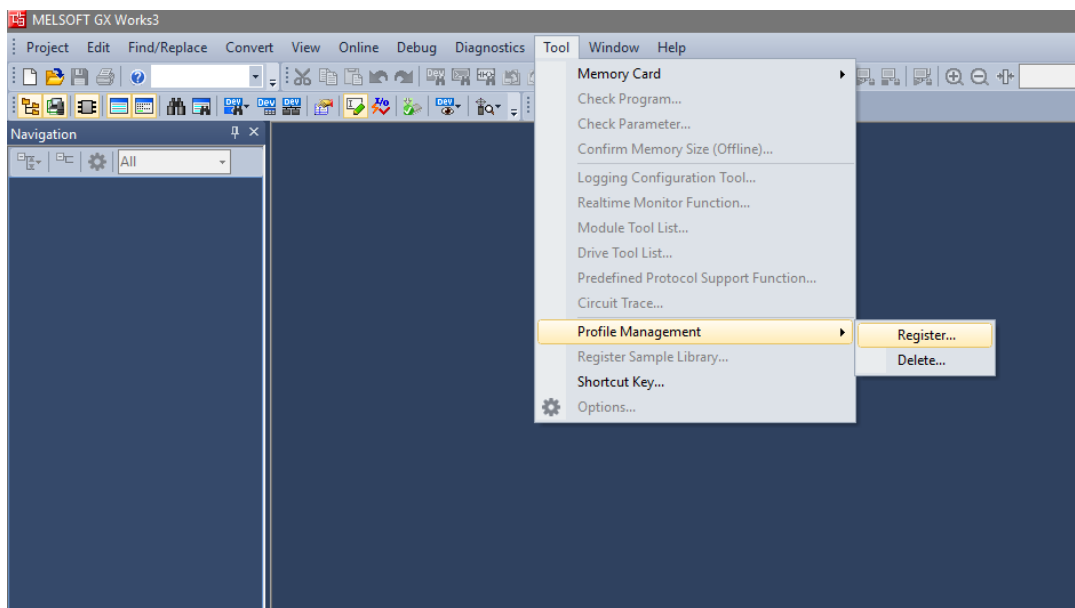 MELSOFT GX Works3
Project Edit Find/Replace Convert View Online Debug Diagnostics Tool Window Help
Navigation
All
Memory Card
Check Program...
Check Parameter...
Confirm Memory Size (Offline)...
Logging Configuration Tool...
Realtime Monitor Function...
Module Tool List...
Drive Tool List...
Predefined Protocol Support Function...
Circuit Trace...
Profile Management
Register...
Delete...
Register Sample Library...
Shortcut Key...
Options...